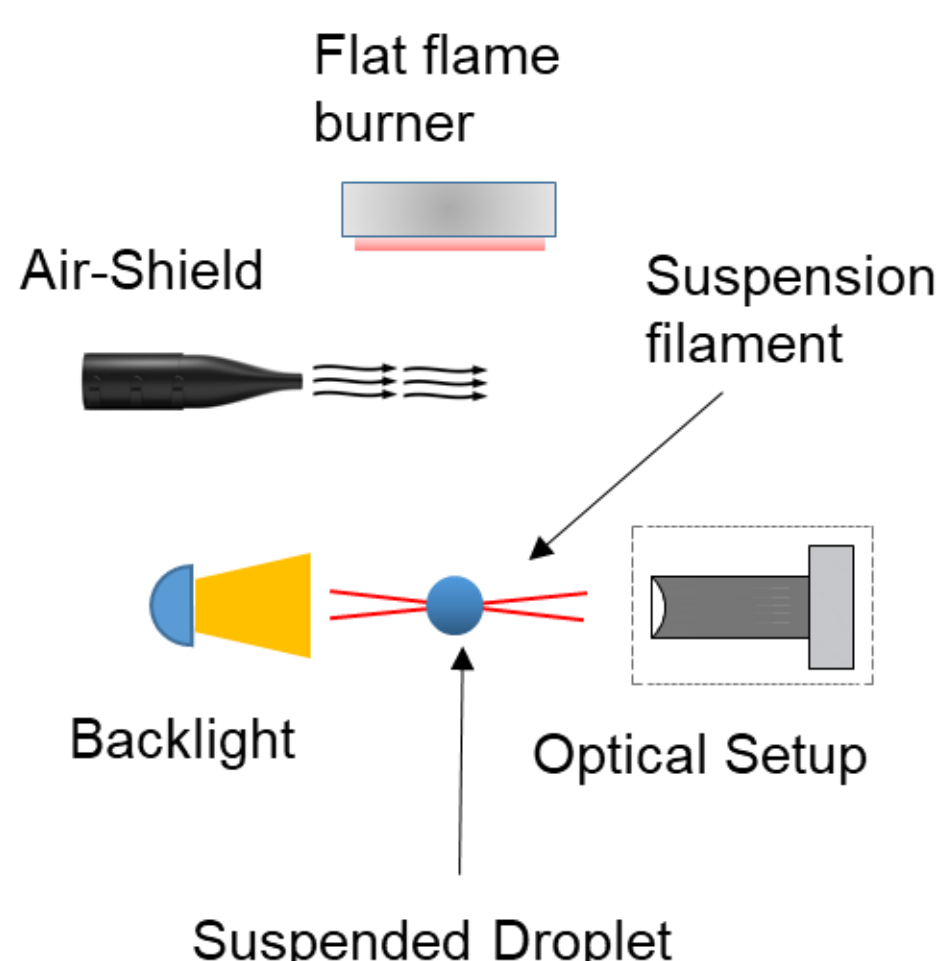 Flat flame
burner
Air-Shield
Suspension
filament
Backlight
Optical Setup
Suspended Droplet